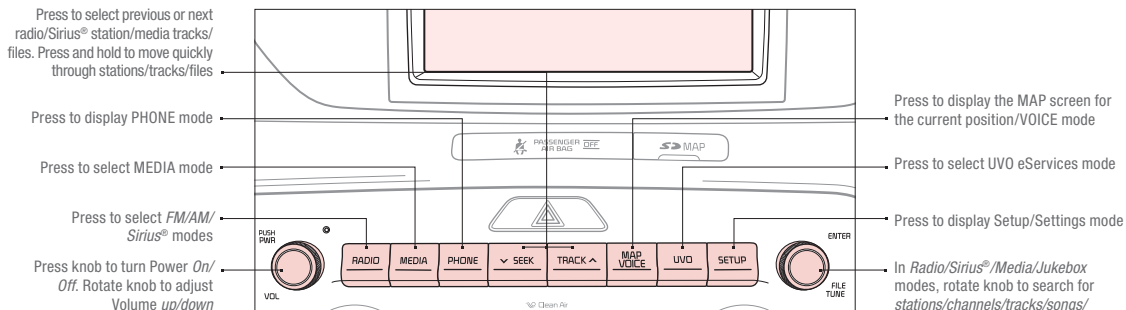 Press to select previous or next
radio/Sirius® station/media tracks/
files. Press and hold to move quickly
through stations/tracks/files
Press to display PHONE mode
Press to select MEDIA mode
Press to select FM/AM/
Sirius® modes
Press knob to turn Power On/
Off. Rotate knob to adjust
Volume up/down
PASSENGER
AIR BAG OFF
SD MAP
PUSH
PWR
VOL
RADIO
MEDIA
PHONE
SEEK
TRACK
MAP
VOICE
UVO
SETUP
ENTER
FILE
TUNE
Clean Air
Press to display the MAP screen for
the current position/VOICE mode
Press to select UVO eServices mode
Press to display Setup/Settings mode
In Radio/Sirius®/Media/Jukebox
modes, rotate knob to search for
stations/channels/tracks/songs/